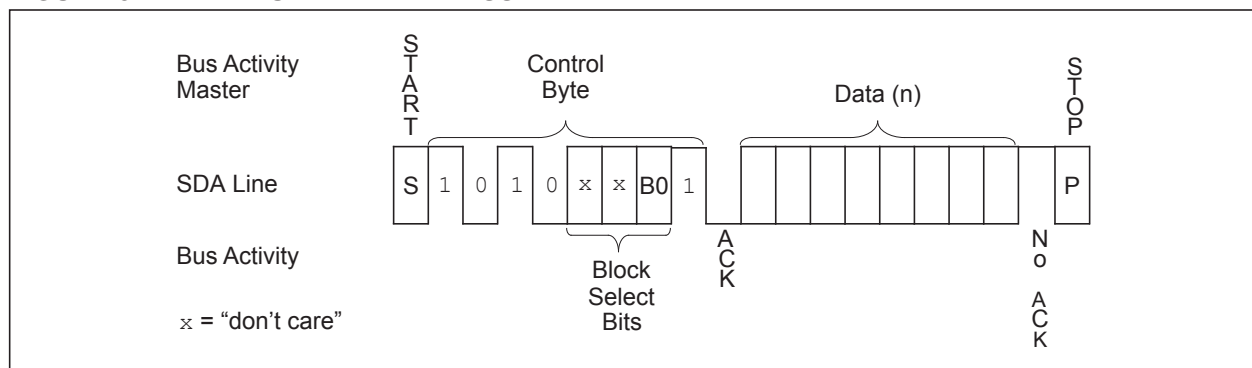 START
Bus Activity
Master
Control
Byte
Data (n)
STOP
SDA Line
S 1 0 1 0 x x B0 1 P
Bus Activity
ACK
No ACK
Block
Select
Bits
x = “don’t care”